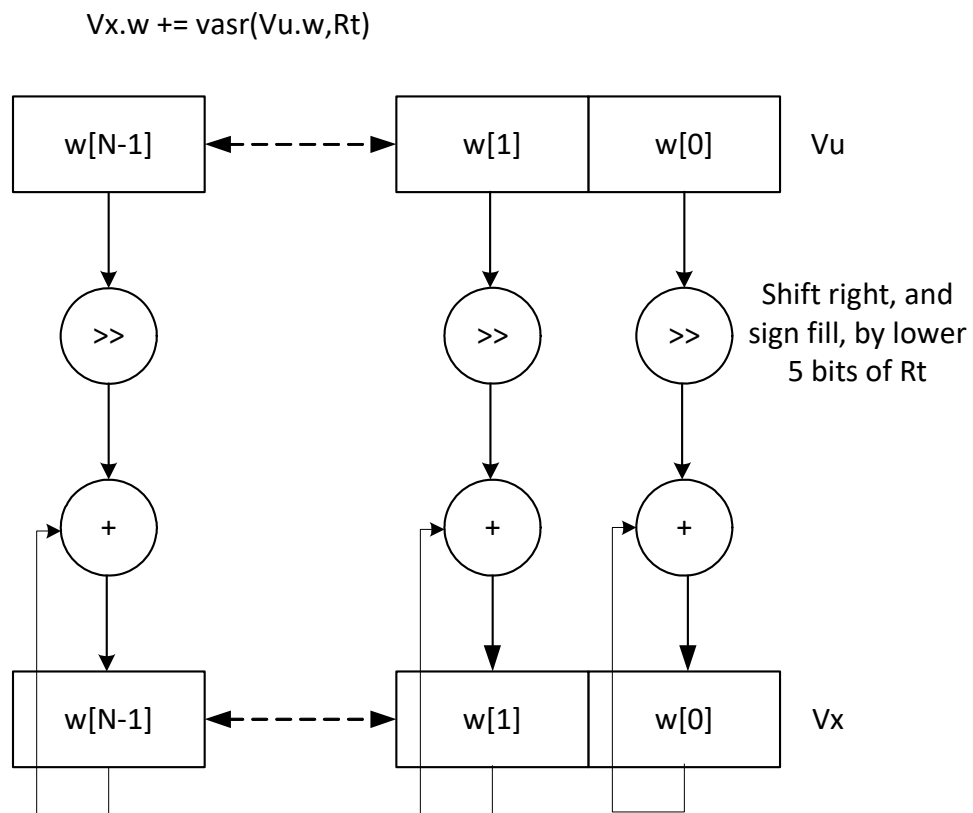 Vx.w += vasr(Vu.w,Rt)
w[N-1] w[1] w[0] Vu
>> >> >>
Shift right, and
sign fill, by lower
5 bits of Rt
+ + +
w[N-1] w[1] w[0] Vx